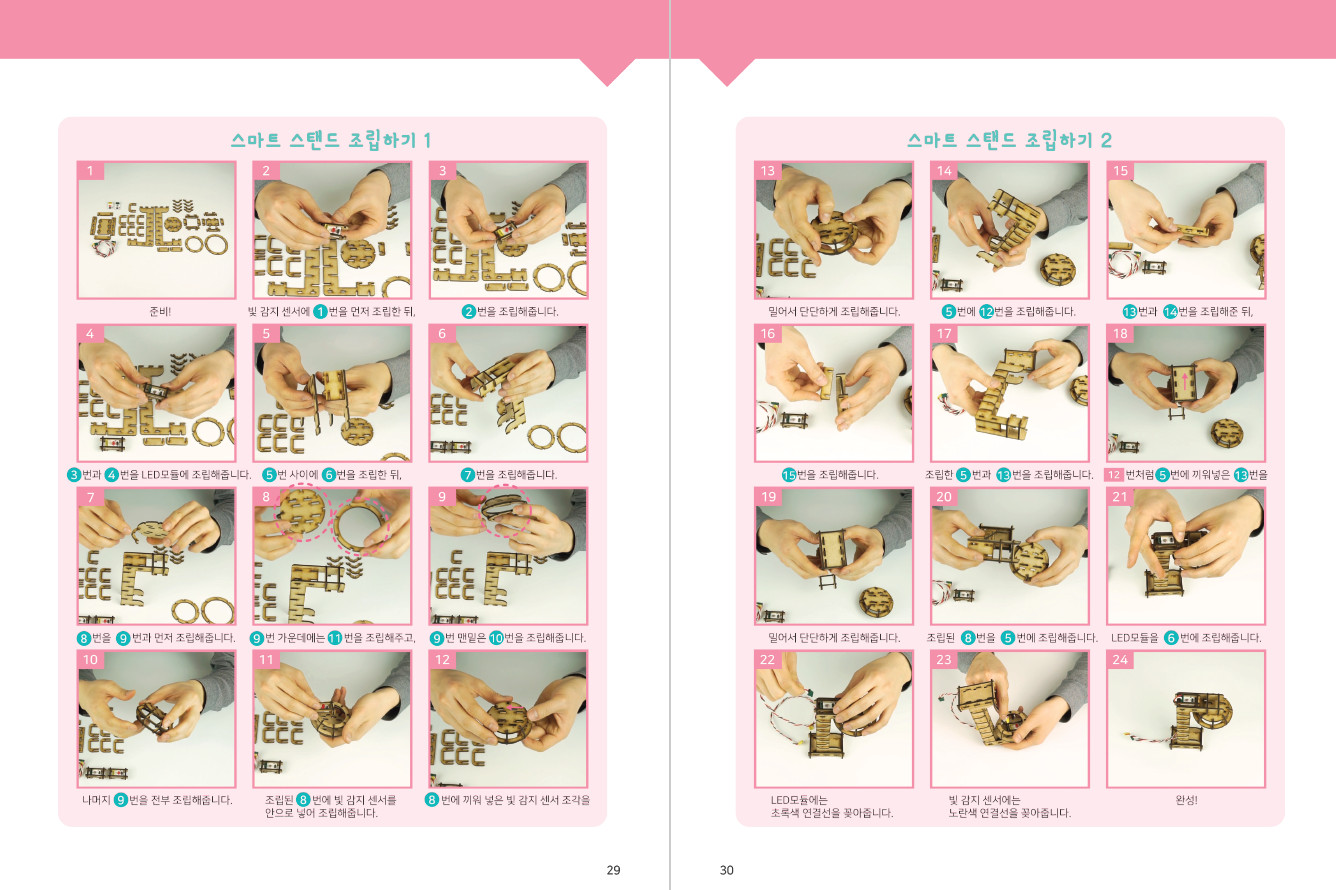 스마트 스탠드 조립하기 1
1
2
3
준비!
빛 감지 센서에 1번을 먼저 조립한 뒤,
2번을 조립해줍니다.
4
5
6
3번과 4번을 LED모듈에 조립해줍니다.
5번 사이에 6번을 조립한 뒤,
7번을 조립해줍니다.
7
8
9
8번을 9번과 먼저 조립해줍니다.
9번 가운데에는 11번을 조립해주고,
9번 맨밑은 10번을 조립해줍니다.
10
11
12
나머지 9번을 전부 조립해줍니다.
조립된 8번에 빛 감지 센서를
안으로 넣어 조립해줍니다.
8번에 끼워 넣은 빛 감지 센서 조각을
29
스마트 스탠드 조립하기 2
13
14
15
밀어서 단단하게 조립해줍니다.
5번에 12번을 조립해줍니다.
13번과 14번을 조립해준 뒤,
16
17
18
15번을 조립해줍니다.
조립한 5번과 13번을 조립해줍니다.
12번처럼 5번에 끼워넣은 13번을
19
20
21
밀어서 단단하게 조립해줍니다.
조립된 8번을 5번에 조립해줍니다.
LED모듈을 6번에 조립해줍니다.
22
23
24
LED모듈에는
초록색 연결선을 꽂아줍니다.
빛 감지 센서에는
노란색 연결선을 꽂아줍니다.
완성!
30